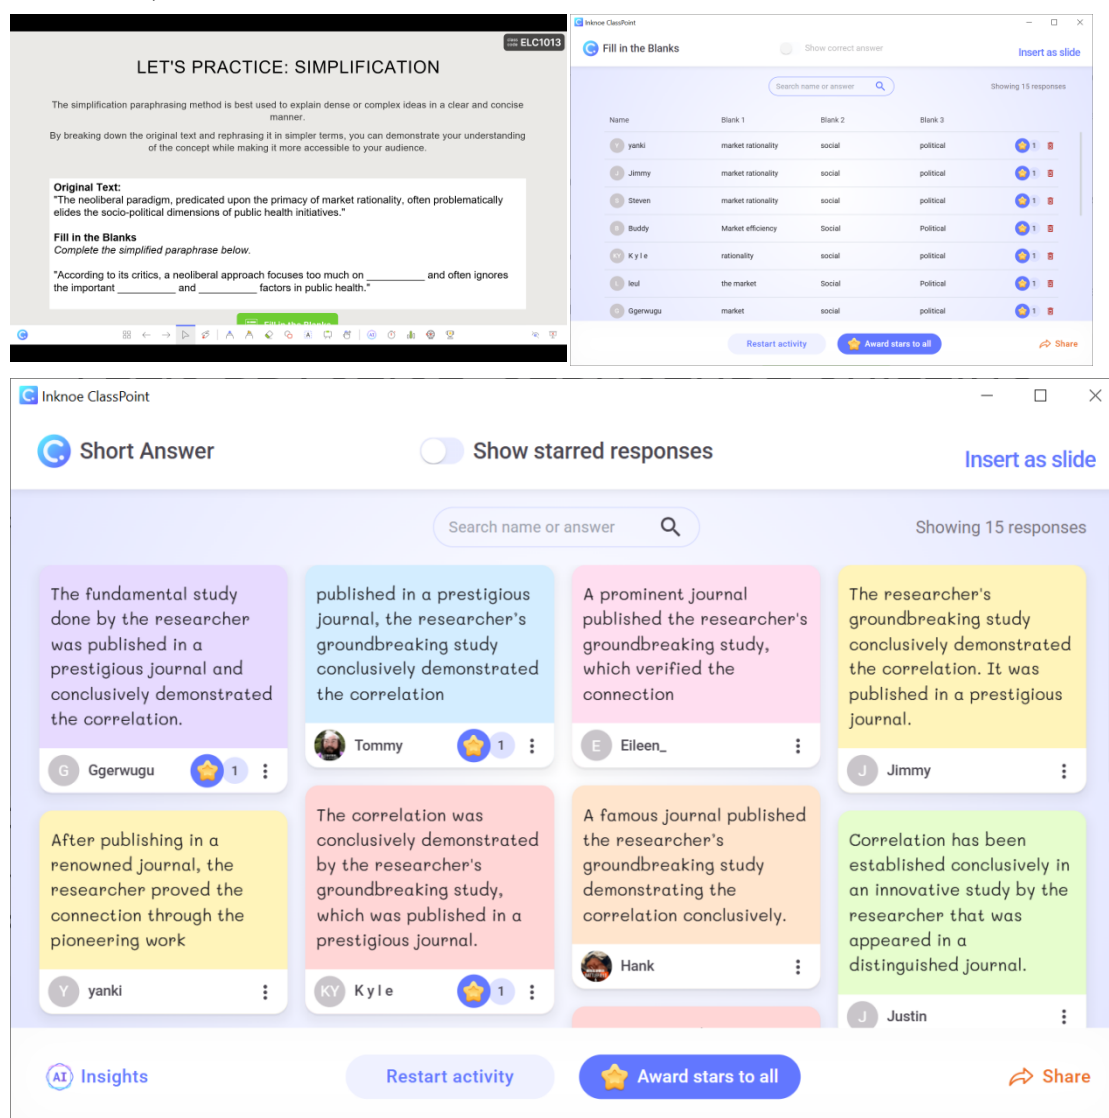 ELC1013
LET'S PRACTICE: SIMPLIFICATION
The simplification paraphrasing method is best used to explain dense or complex ideas in a clear and concise
manner.
By breaking down the original text and rephrasing it in simpler terms, you can demonstrate your understanding
of the concept while making it more accessible to your audience.
Original Text:
"The neoliberal paradigm, predicated upon the primacy of market rationality, often problematically
elides the socio-political dimensions of public health initiatives."
Fill in the Blanks
Complete the simplified paraphrase below.
"According to its critics, a neoliberal approach focuses too much on ___________ and often ignores
the important ___________ and ___________ factors in public health."
Fill in the Blanks
Inknoe ClassPoint
Fill in the Blanks
Show correct answer
Insert as slide
Search name or answer
Showing 15 responses
Name Blank 1 Blank 2 Blank 3
Y yanki market rationality social political 1
J Jimmy market rationality social political 1
S Steven market rationality social political 1
B Buddy Market efficiency Social Political 1
KY K y l e rationality Social Political 1
leul the market Social Political 1
G Ggerwugu market social political 1
Restart activity
Award stars to all
Share
Inknoe ClassPoint
Short Answer
Show starred responses
Insert as slide
Search name or answer
Showing 15 responses
The fundamental study
done by the researcher
was published in a
prestigious journal and
conclusively demonstrated
the correlation.
G Ggerwugu 1
published in a prestigious
journal, the researcher's
groundbreaking study
conclusively demonstrated
the correlation
Tommy 1
A prominent journal
published the researcher's
groundbreaking study,
which verified the
connection
E Eileen_
The researcher's
groundbreaking study
conclusively demonstrated
the correlation. It was
published in a prestigious
journal.
J Jimmy
After publishing in a
renowned journal, the
researcher proved the
connection through the
pioneering work
Y yanki
The correlation was
conclusively demonstrated
by the researcher's
groundbreaking study,
which was published in a
prestigious journal.
KY K y l e 1
A famous journal published
the researcher's
groundbreaking study
demonstrating the
correlation conclusively.
Hank
Correlation has been
established conclusively in
an innovative study by the
researcher that was
appeared in a
distinguished journal.
J Justin
AI Insights
Restart activity
Award stars to all
Share